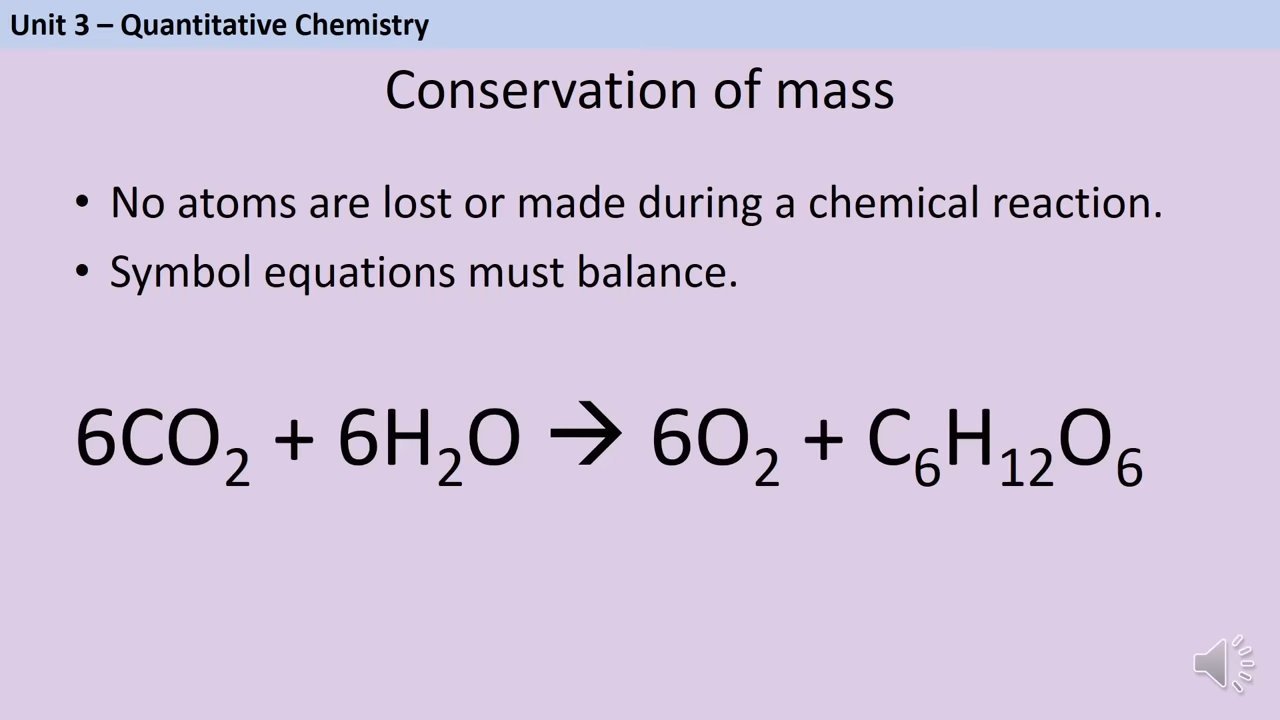 Unit 3 – Quantitative Chemistry
Conservation of mass
• No atoms are lost or made during a chemical reaction.
• Symbol equations must balance.
6CO₂ + 6H₂O → 6O₂ + C₆H₁₂O₆